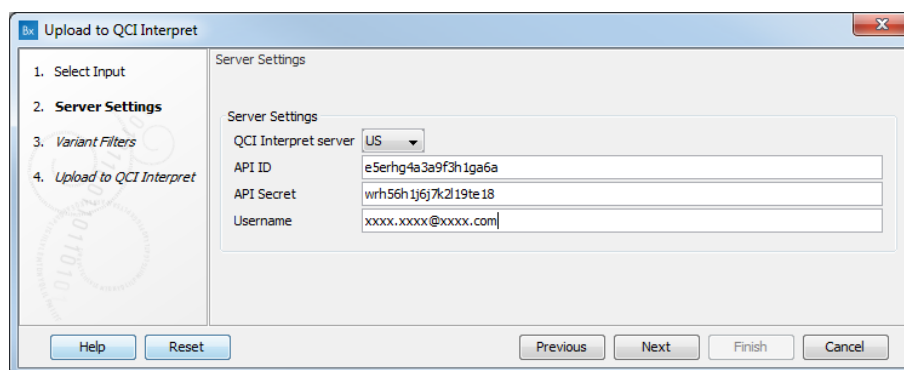 Bx Upload to QCI Interpret
1. Select Input
2. Server Settings
3. Variant Filters
4. Upload to QCI Interpret
Server Settings
Server Settings
QCI Interpret server US
API ID e5erhg4a3a9f3h1ga6a
API Secret wrh56h1j6j7k2l19te18
Username xxxx.xxxx@xxxx.com
Help Reset Previous Next Finish Cancel